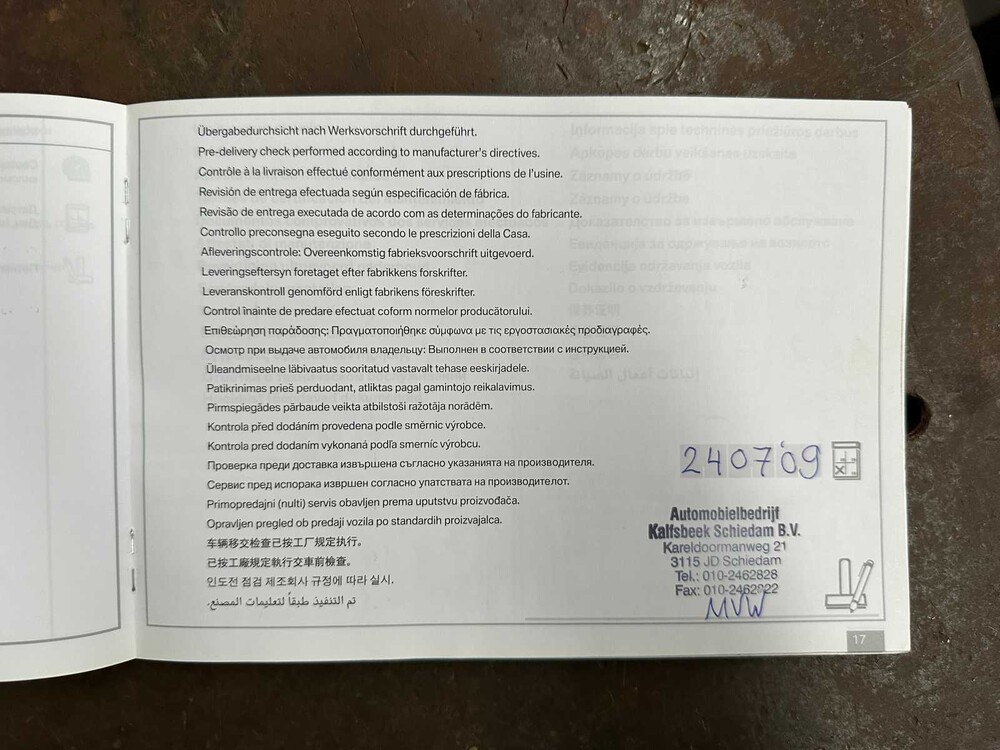 Übergabedurchsicht nach Werksvorschrift durchgeführt.
Pre-delivery check performed according to manufacturer's directives.
Contrôle à la livraison effectué conformément aux prescriptions de l'usine.
Revisión de entrega efectuada según especificación de fábrica.
Revisão de entrega executada de acordo com as determinações do fabricante.
Controllo preconsegna eseguito secondo le prescrizioni della Casa.
Afleveringscontrole: Overeenkomstig fabrieksvoorschrift uitgevoerd.
Leveringseftersyn foretaget efter fabrikkens forskrifter.
Leveranskontroll genomförd enligt fabrikens föreskrifter.
Control înainte de predare efectuat coform normelor producătorului.
Επιθεώρηση παράδοσης: Πραγματοποιήθηκε σύμφωνα με τις εργοστασιακές προδιαγραφές.
Осмотр при выдаче автомобиля владельцу: Выполнен в соответствии с инструкцией.
Üleandmiseelne läbivaatus sooritatud vastavalt tehase eeskirjadele.
Patikrinimas prieš perduodant, atliktas pagal gamintojo reikalavimus.
Pirmspiegādes pārbaude veikta atbilstoši ražotāja norādēm.
Kontrola před dodáním provedena podle směrnic výrobce.
Kontrola pred dodaním vykonaná podľa smerníc výrobcu.
Проверка преди доставка извършена съгласно указанията на производителя.
Сервис пред испорака извршен согласно упатствата на производителот.
Primopredajni (nulti) servis obavljen prema uputstvu proizvođača.
Opravljen pregled ob predaji vozila po standardih proizvajalca.
车辆移交检查已按工厂规定执行。
已按工廠規定執行交車前檢查。
인도전 점검 제조회사 규정에 따라 실시.
تم التنفيذ طبقاً لتعليمات المصنع.
240709
Automobielbedrijf
Kalfsbeek Schiedam B.V.
Kareldoormanweg 21
3115 JD Schiedam
Tel.: 010-2462828
Fax: 010-2462922
MVW
17